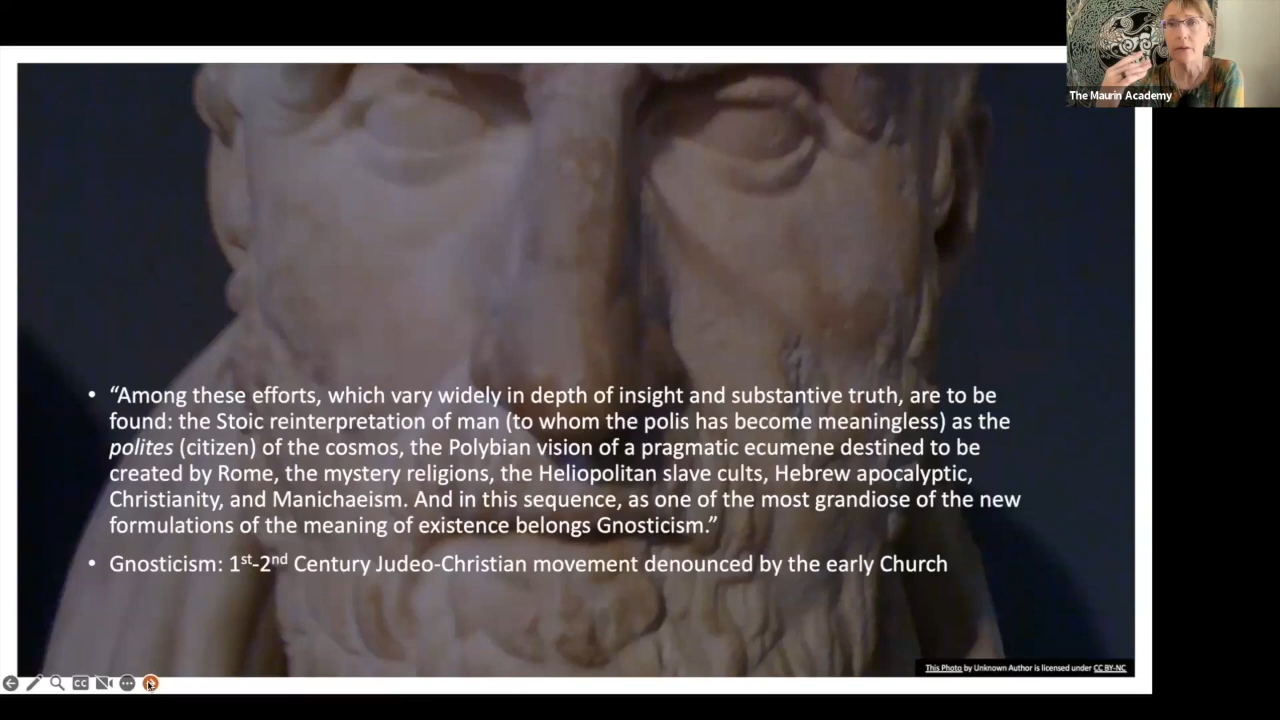 The Maurin Academy
• “Among these efforts, which vary widely in depth of insight and substantive truth, are to be
found: the Stoic reinterpretation of man (to whom the polis has become meaningless) as the
polites (citizen) of the cosmos, the Polybian vision of a pragmatic ecumene destined to be
created by Rome, the mystery religions, the Heliopolitan slave cults, Hebrew apocalyptic,
Christianity, and Manichaeism. And in this sequence, as one of the most grandiose of the new
formulations of the meaning of existence belongs Gnosticism.”
• Gnosticism: 1st-2nd Century Judeo-Christian movement denounced by the early Church
This Photo by Unknown Author is licensed under CC BY-NC
CC